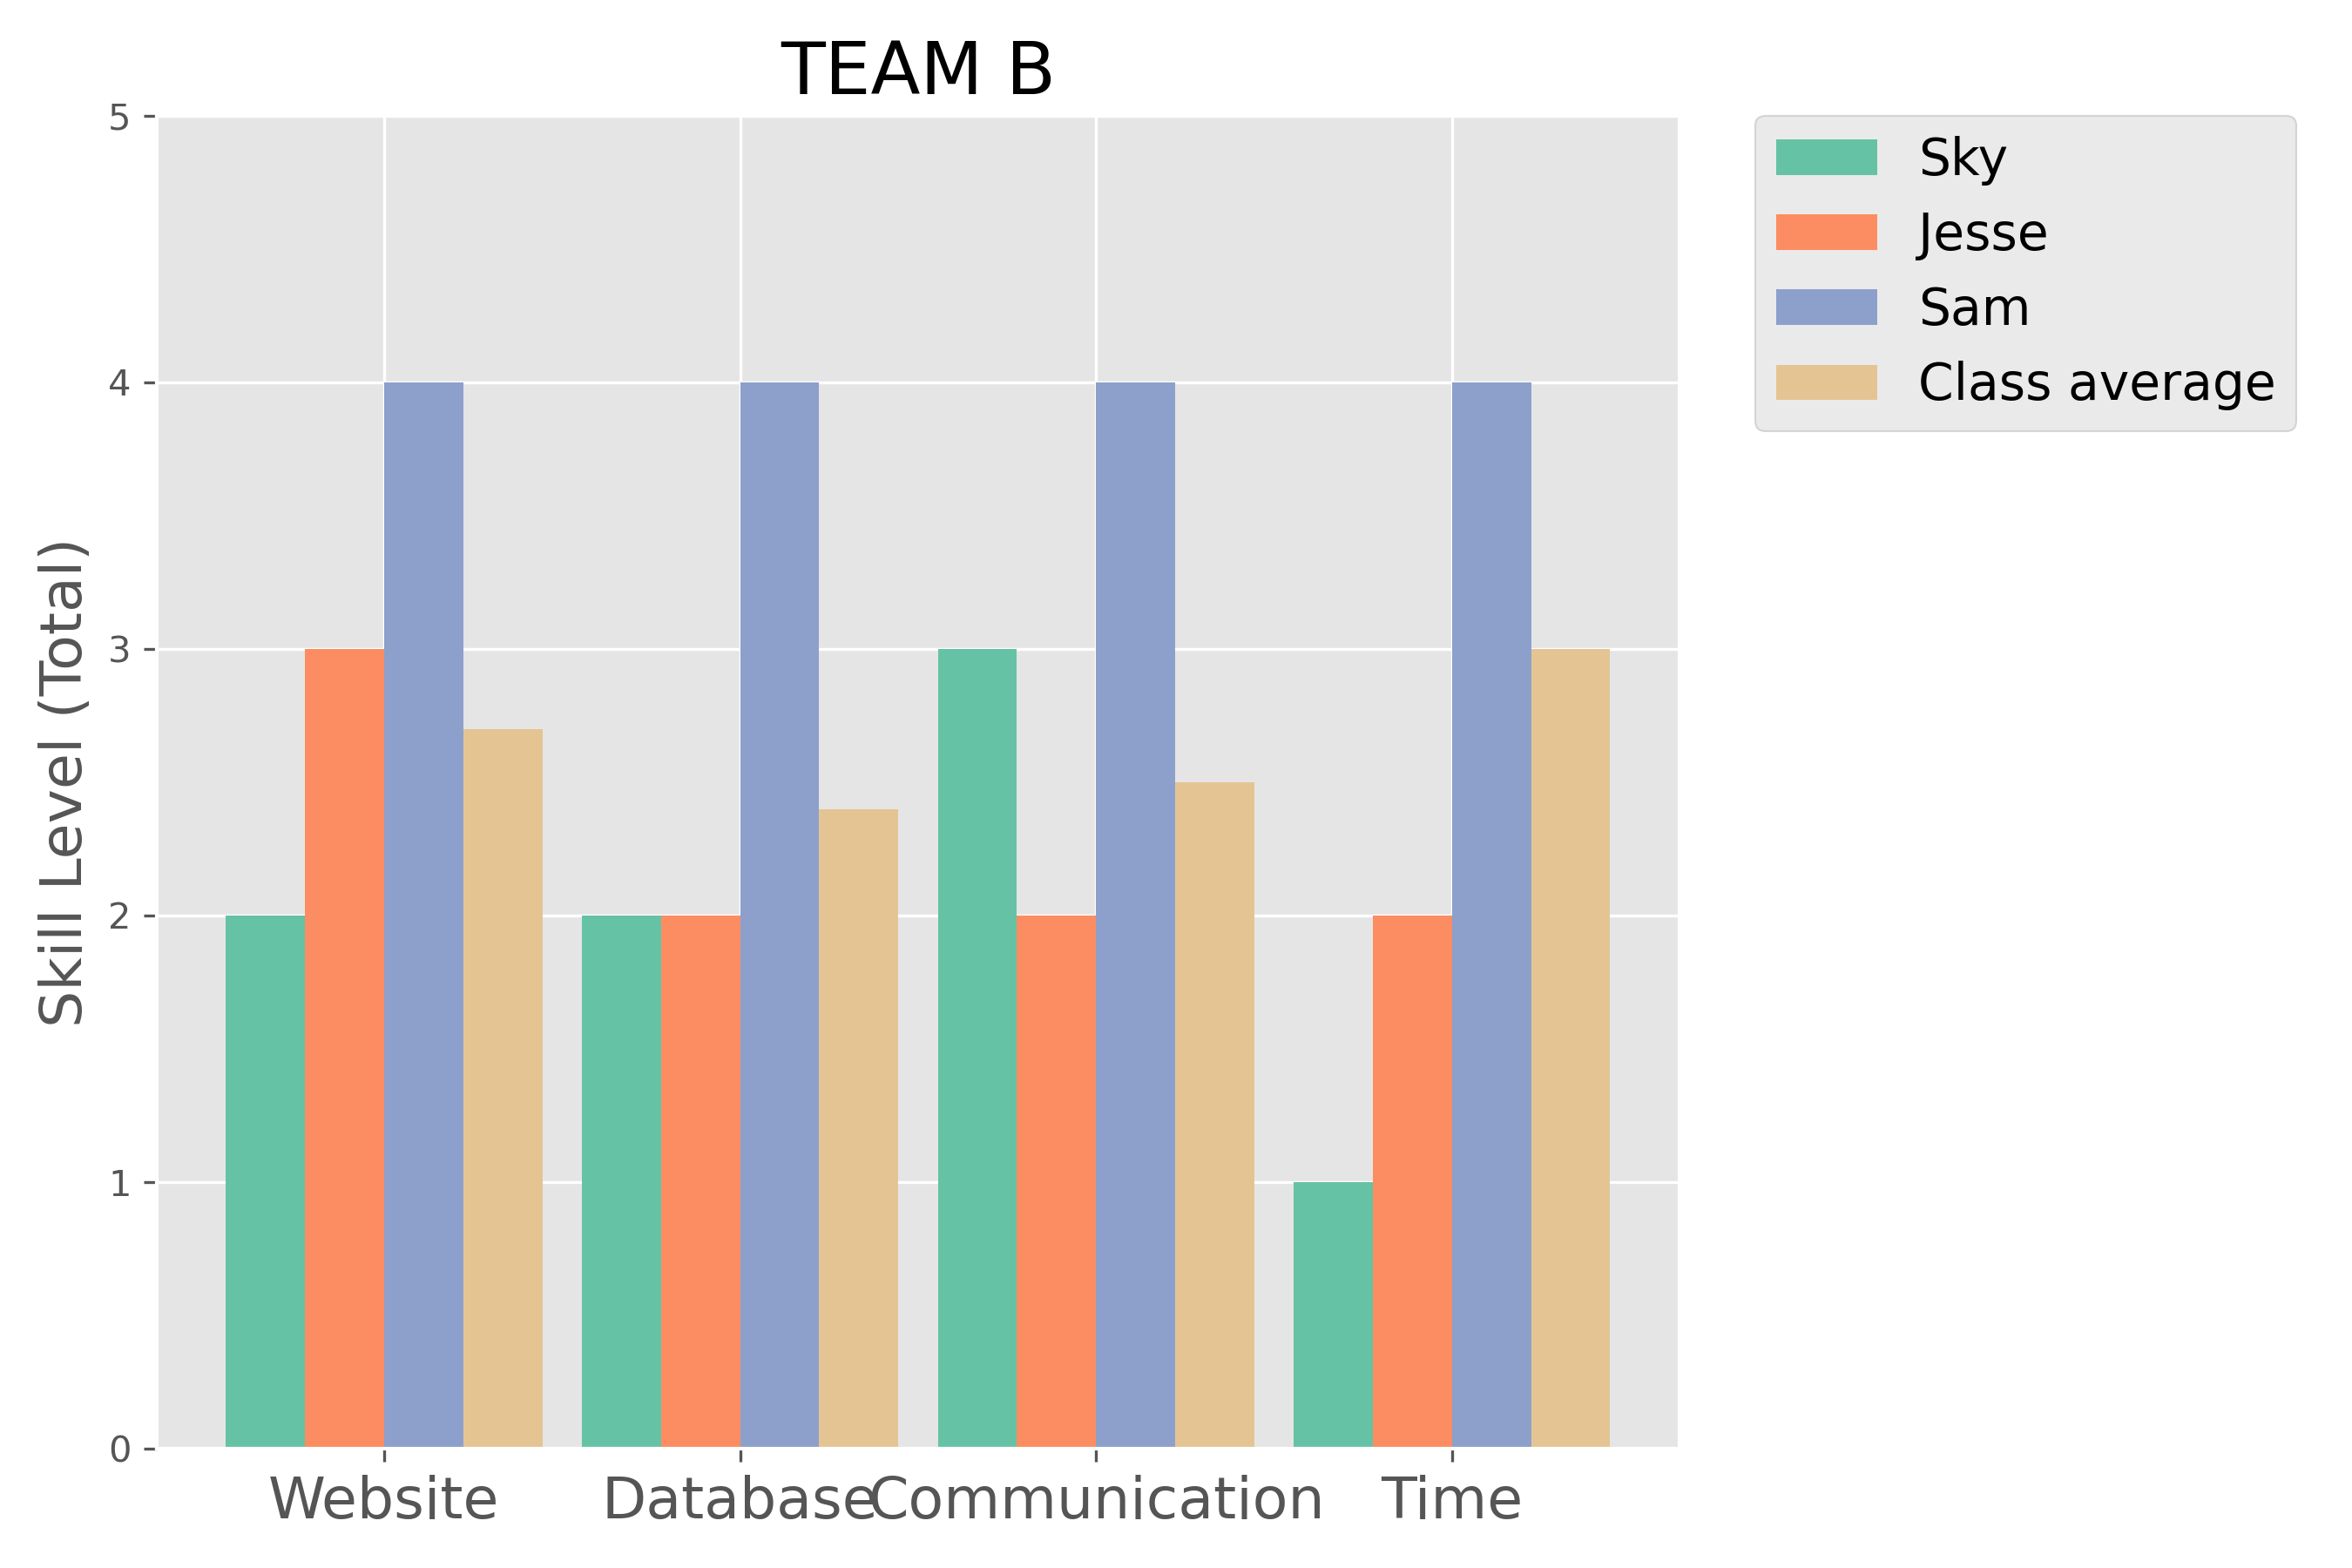 TEAM B
5
4
3
2
1
0
Skill Level (Total)
Website
Database
Communication
Time
Sky
Jesse
Sam
Class average